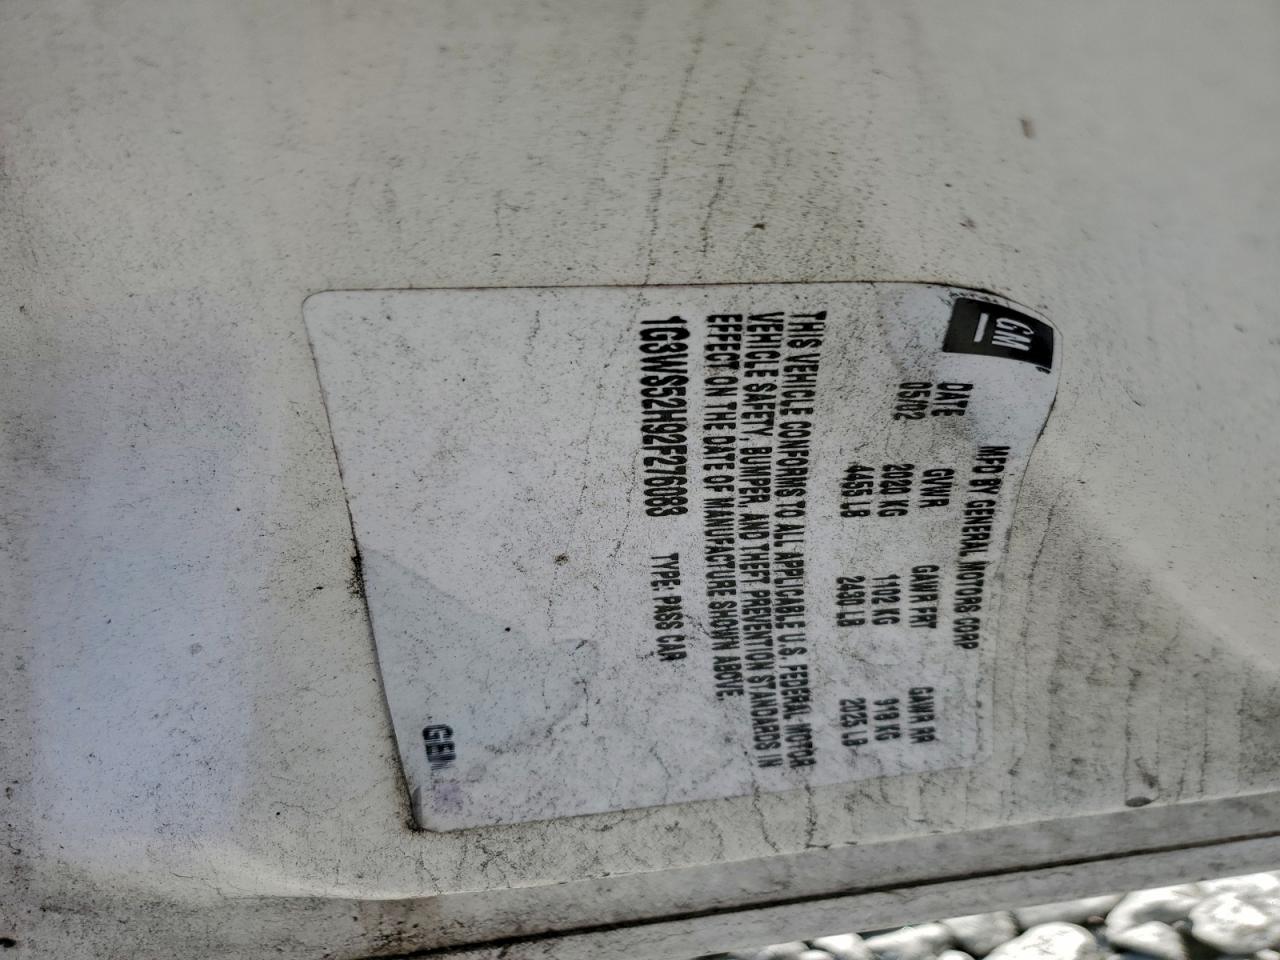 GM
MFD BY GENERAL MOTORS CORP
DATE GVWR GAWR FRT GAWR RR
05/02 2020 KG 1102 KG 918 KG
4455 LB 2430 LB 2025 LB
THIS VEHICLE CONFORMS TO ALL APPLICABLE U.S. FEDERAL MOTOR
VEHICLE SAFETY, BUMPER, AND THEFT PREVENTION STANDARDS IN
EFFECT ON THE DATE OF MANUFACTURE SHOWN ABOVE.
1G3WS52H92F276083 TYPE: PASS CAR